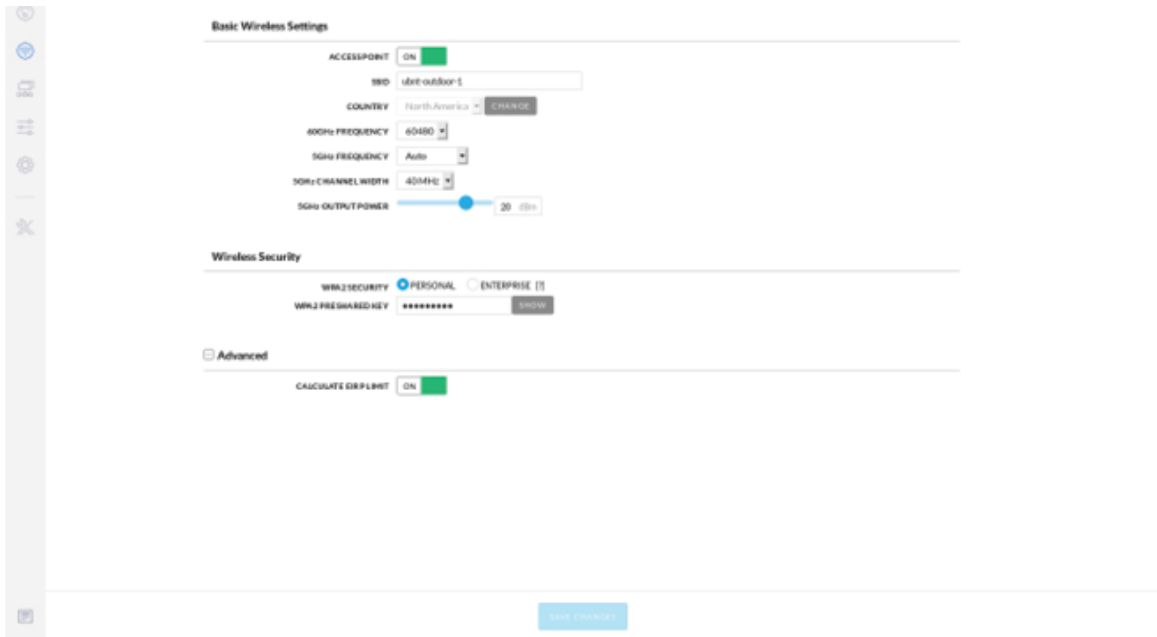 Basic Wireless Settings
ACCESSPOINT ON
SSID ubnt-outdoor-1
COUNTRY North America CHANGE
60GHz FREQUENCY 60480
5GHz FREQUENCY Auto
5GHz CHANNEL WIDTH 40 MHz
5GHz OUTPUT POWER 20 dBm
Wireless Security
WPA2 SECURITY PERSONAL ENTERPRISE [?]
WPA2 PRESHARED KEY ••••••••• SHOW
Advanced
CALCULATE EIRP LIMIT ON
SAVE CHANGES